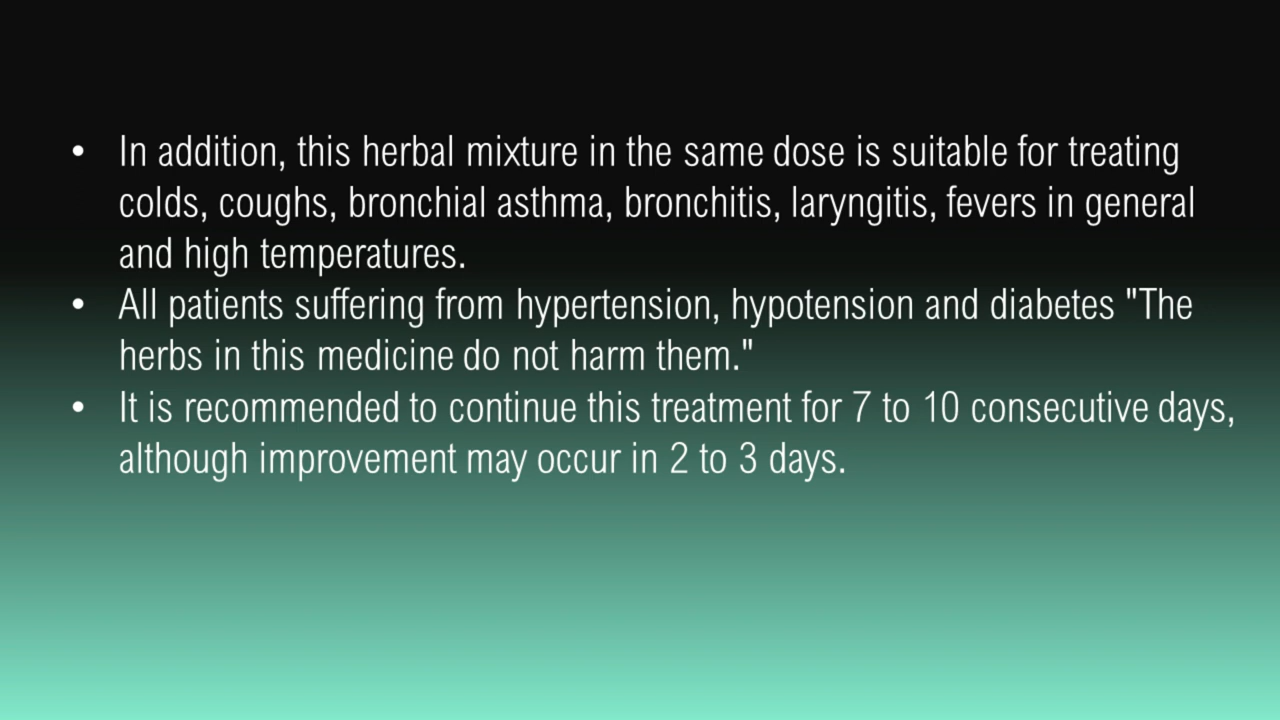 • In addition, this herbal mixture in the same dose is suitable for treating
colds, coughs, bronchial asthma, bronchitis, laryngitis, fevers in general
and high temperatures.
• All patients suffering from hypertension, hypotension and diabetes "The
herbs in this medicine do not harm them."
• It is recommended to continue this treatment for 7 to 10 consecutive days,
although improvement may occur in 2 to 3 days.